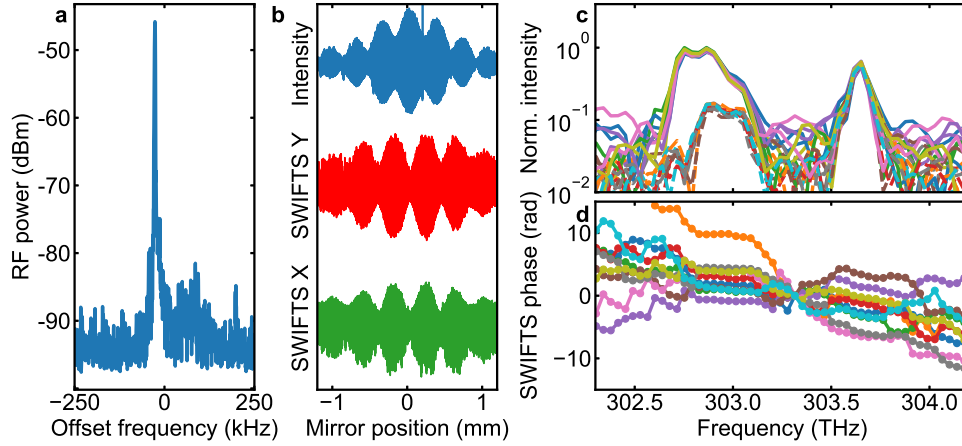 a
b
c
-50
-60
-70
-80
-90
RF power (dBm)
−250
0
250
Offset frequency (kHz)
Intensity
SWIFTS Y
SWIFTS X
−1
0
1
Mirror position (mm)
Norm. intensity
10⁰
10⁻¹
10⁻²
d
SWIFTS phase (rad)
10
0
−10
302.5
303.0
303.5
304.0
Frequency (THz)